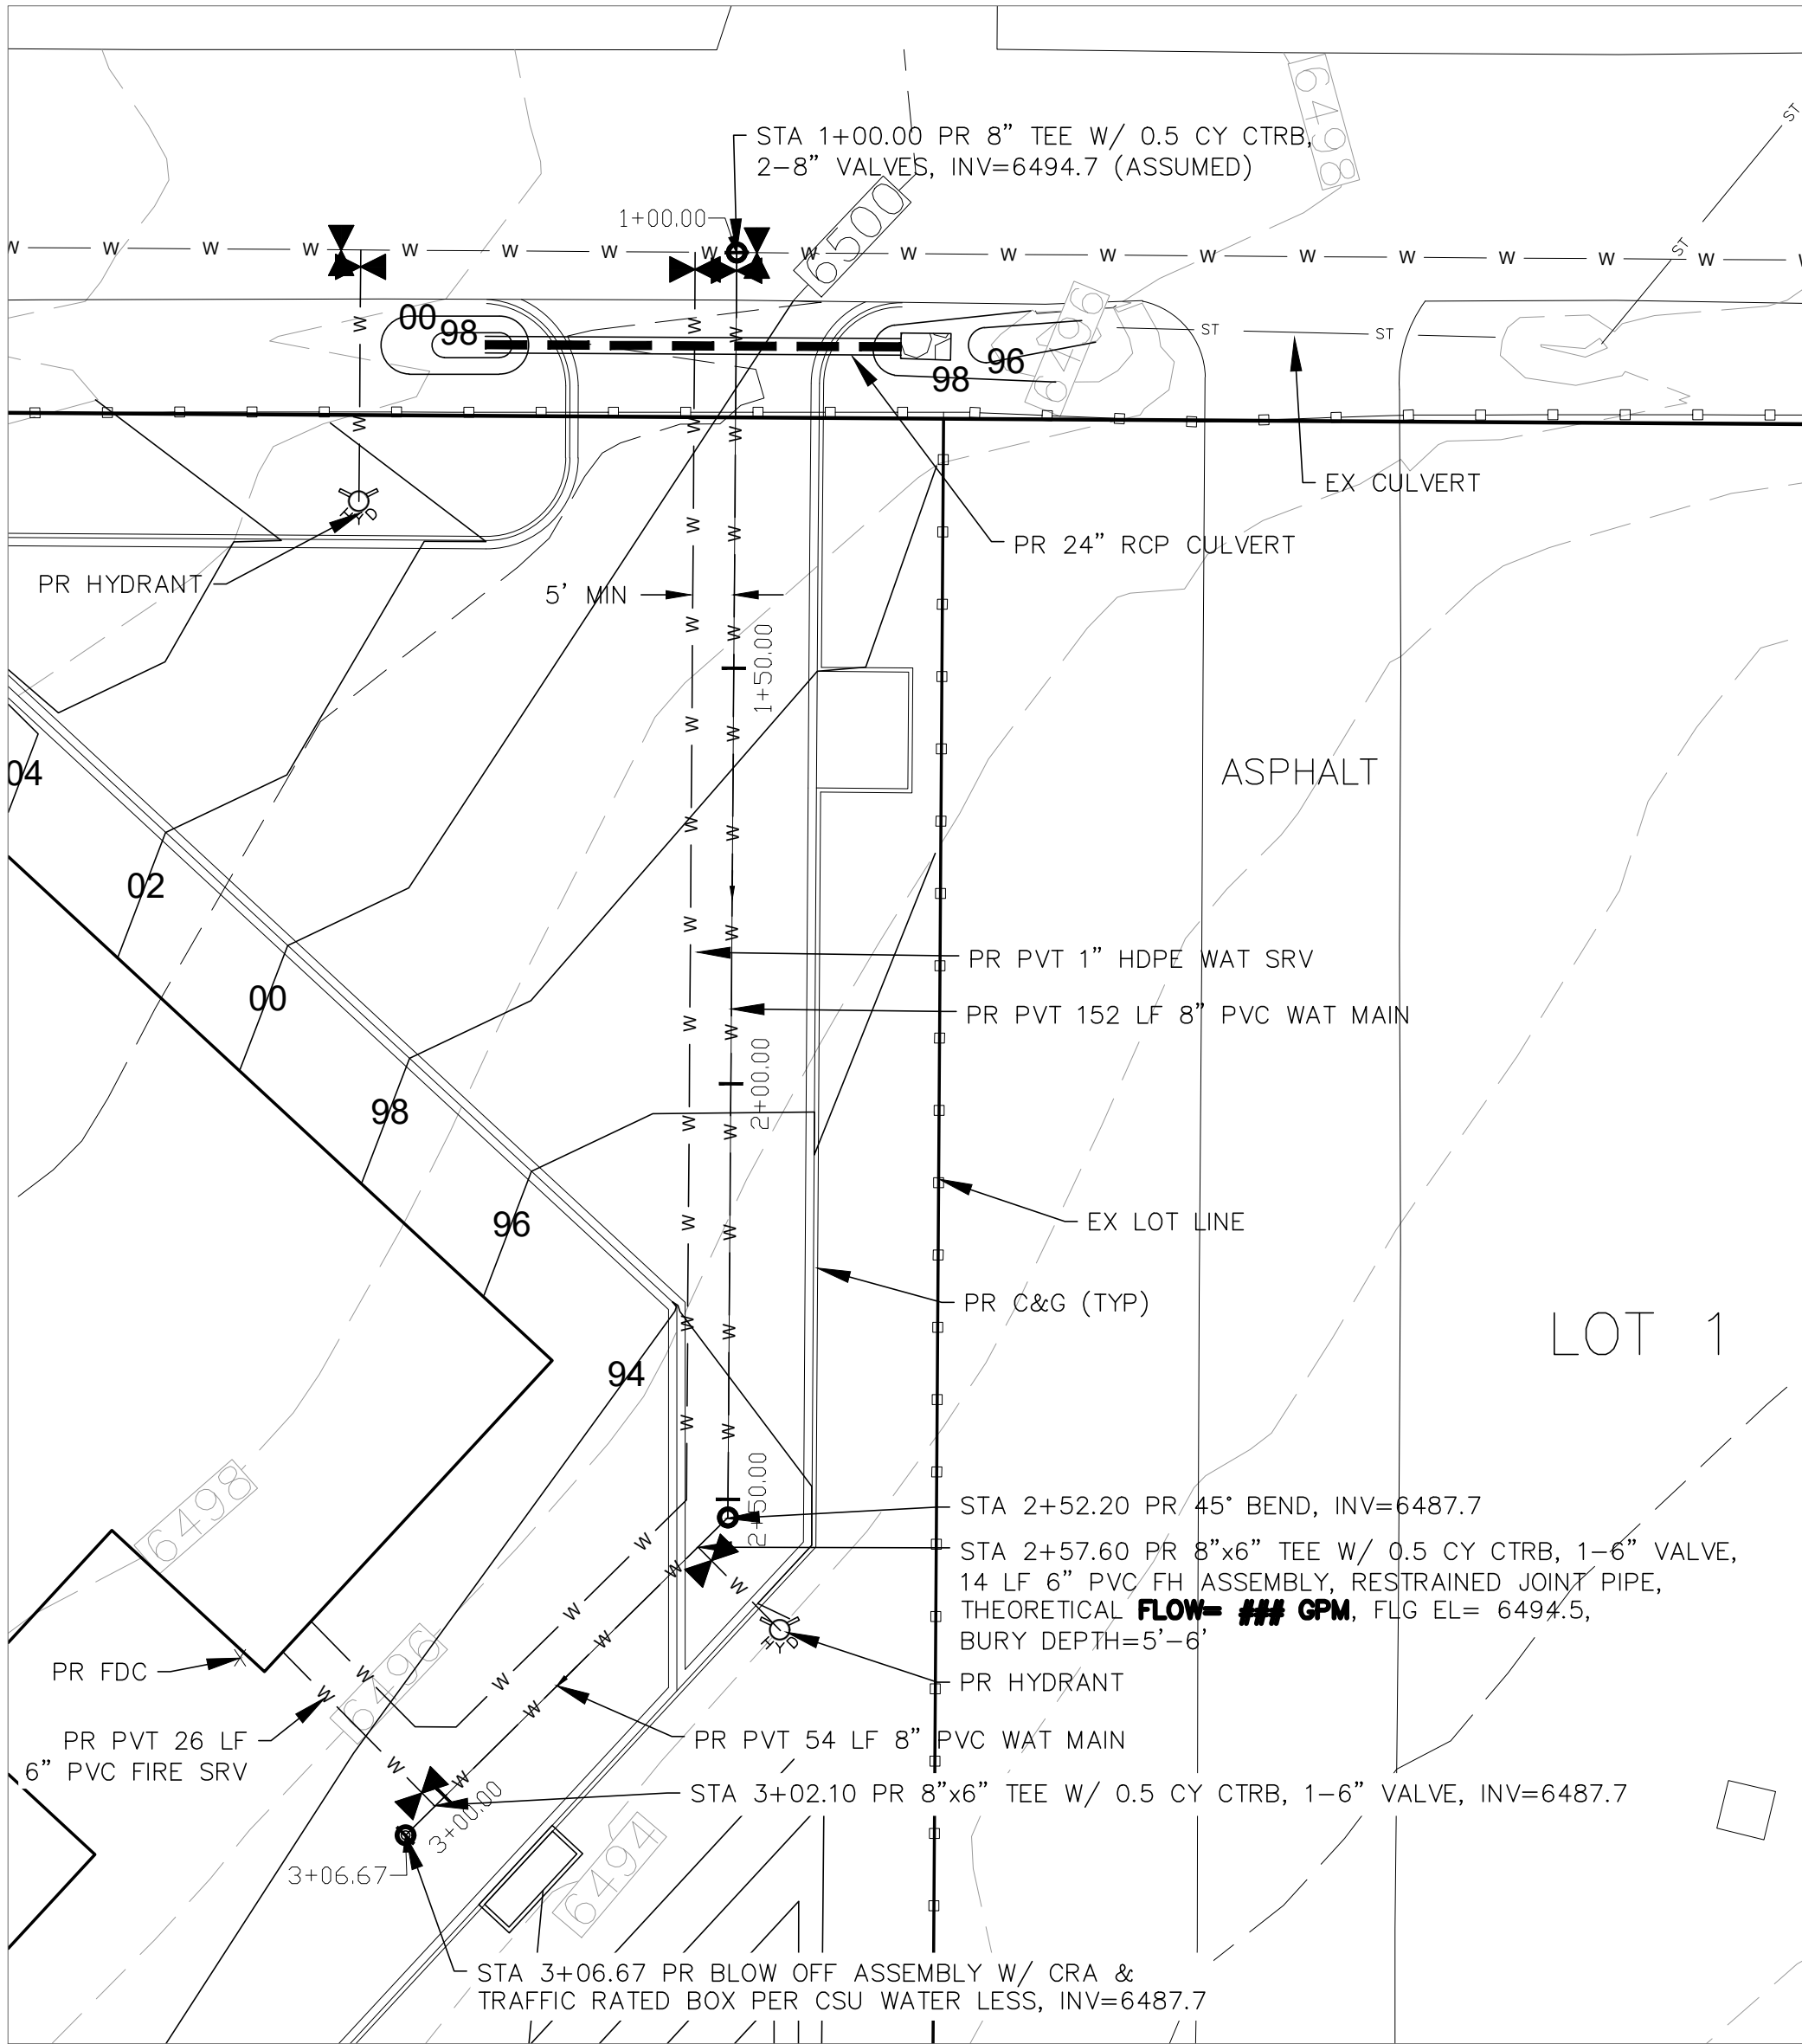 6498
ST
STA 1+00.00 PR 8" TEE W/ 0.5 CY CTRB,
2-8" VALVES, INV=6494.7 (ASSUMED)
1+00.00
6500
W W W W W W W W W W W W W W W W W W W
ST
00
98
W
W
6496
96
98
ST
ST
W
W
W
EX CULVERT
HYD
PR 24" RCP CULVERT
PR HYDRANT
5' MIN
W
W
W
W
1+50.00
W
W
04
ASPHALT
W
W
02
W
W
PR PVT 1" HDPE WAT SRV
00
PR PVT 152 LF 8" PVC WAT MAIN
W
W
2+00.00
98
W
W
96
W
W
EX LOT LINE
PR C&G (TYP)
W
W
LOT 1
94
W
W
2+50.00
6498
STA 2+52.20 PR 45° BEND, INV=6487.7
STA 2+57.60 PR 8"x6" TEE W/ 0.5 CY CTRB, 1-6" VALVE,
14 LF 6" PVC FH ASSEMBLY, RESTRAINED JOINT PIPE,
THEORETICAL FLOW= ### GPM, FLG EL= 6494.5,
BURY DEPTH=5'-6'
W
W
W
W
W
HYD
PR HYDRANT
PR FDC
W
W
W
W
6496
PR PVT 26 LF
6" PVC FIRE SRV
PR PVT 54 LF 8" PVC WAT MAIN
W
W
STA 3+02.10 PR 8"x6" TEE W/ 0.5 CY CTRB, 1-6" VALVE, INV=6487.7
3+00.00
3+06.67
6494
STA 3+06.67 PR BLOW OFF ASSEMBLY W/ CRA &
TRAFFIC RATED BOX PER CSU WATER LESS, INV=6487.7